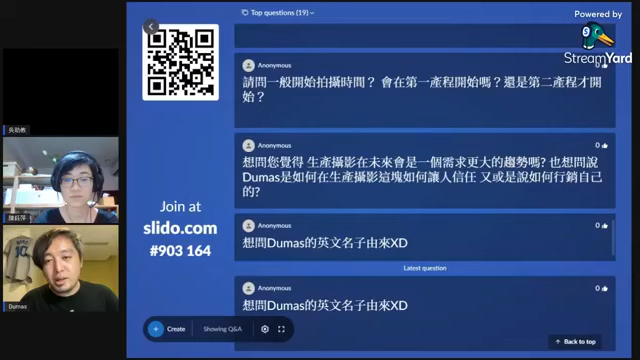 Top questions (19)
Powered by
StreamYard
Anonymous
請問一般開始拍攝時間？ 會在第一產程開始嗎？還是第二產程才開
始？
Anonymous
0
想問您覺得 生產攝影在未來會是一個需求更大的趨勢嗎? 也想問說
Dumas是如何在生產攝影這塊如何讓人信任 又或是說如何行銷自己
的?
Anonymous
0
想問Dumas的英文名子由來XD
Latest question
Anonymous
0
想問Dumas的英文名子由來XD
Back to top
Join at
slido.com
#903 164
Create
Showing Q&A
吳助教
Dumas